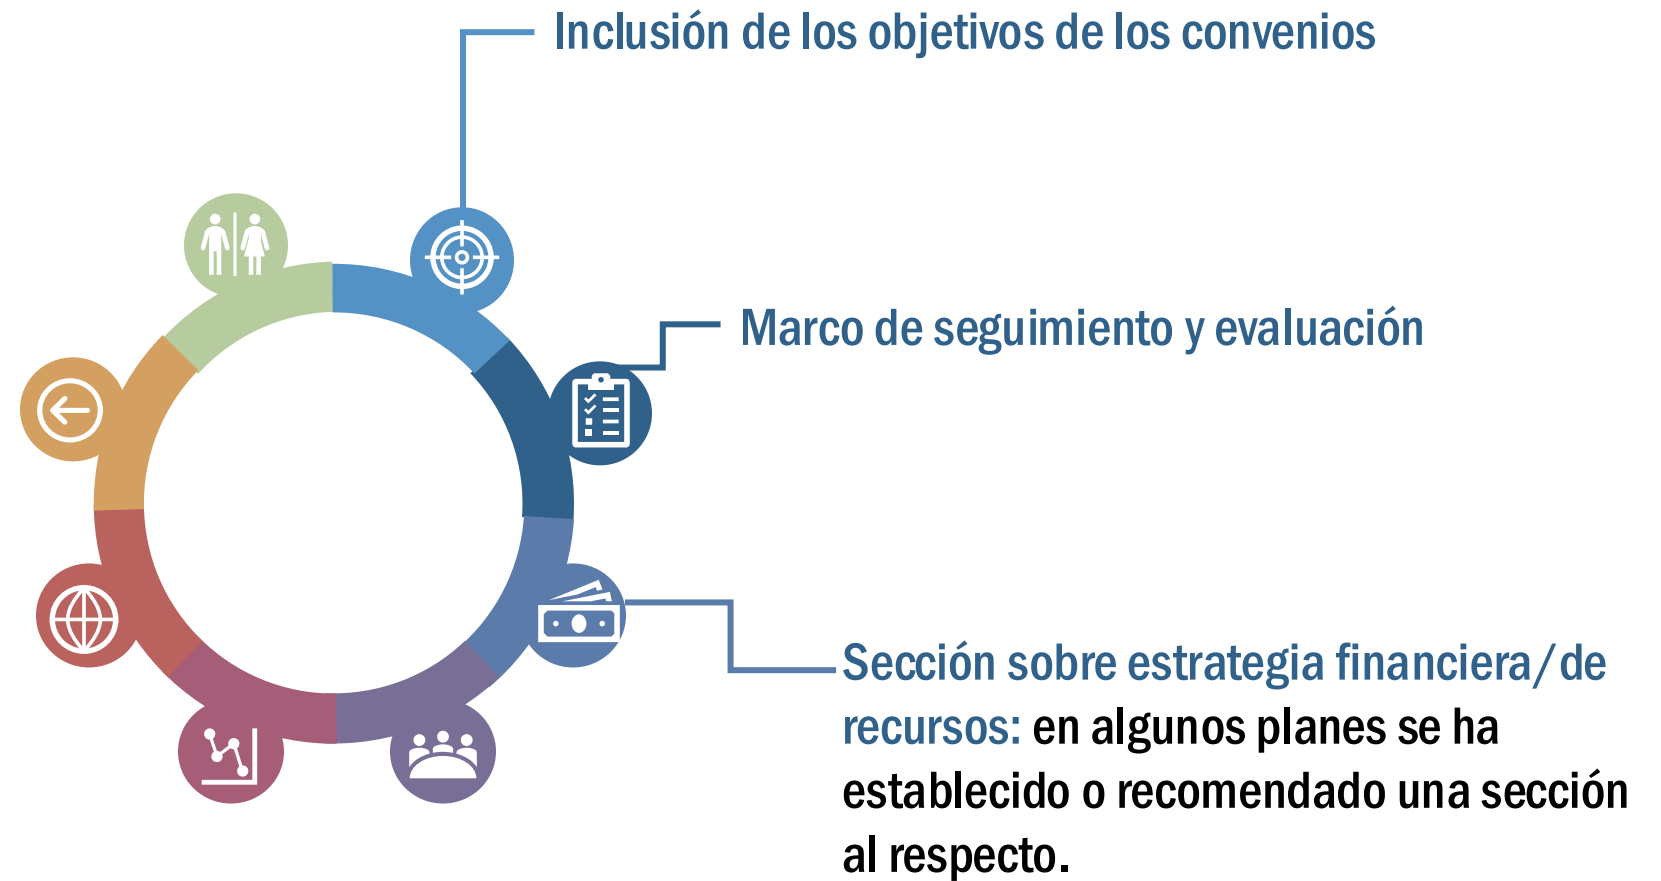 Inclusión de los objetivos de los convenios
Marco de seguimiento y evaluación
Sección sobre estrategia financiera/de
recursos: en algunos planes se ha
establecido o recomendado una sección
al respecto.